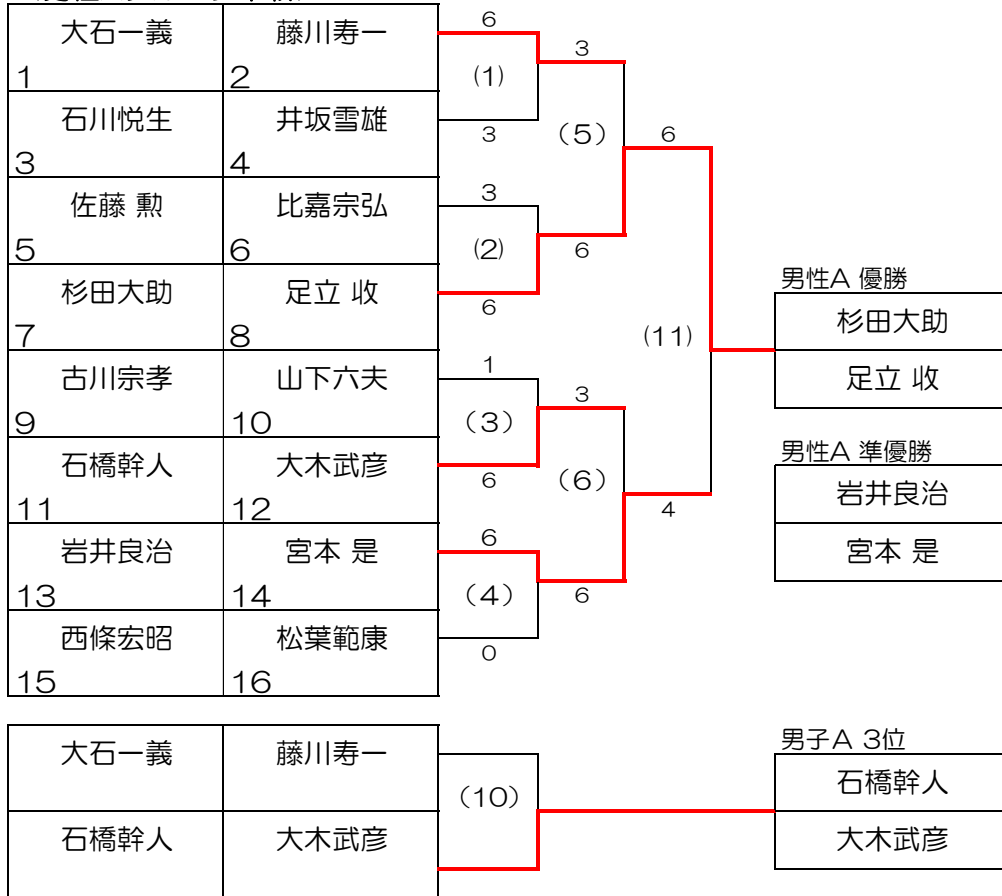 大石一義 藤川寿一 6
3
1 2 (1)
石川悦生 井坂雪雄
3 (5) 6
3 4
佐藤 勲 比嘉宗弘 3
5 6 (2) 6
杉田大助 足立 収 男性A 優勝
6
7 8 (11) 杉田大助
古川宗孝 山下六夫 1 足立 収
3
9 10 (3)
石橋幹人 大木武彦 男性A 準優勝
6 (6)
11 12 4 岩井良治
岩井良治 宮本 是 6 宮本 是
13 14 (4) 6
西條宏昭 松葉範康
0
15 16
大石一義 藤川寿一 男子A 3位
(10) 石橋幹人
石橋幹人 大木武彦 大木武彦